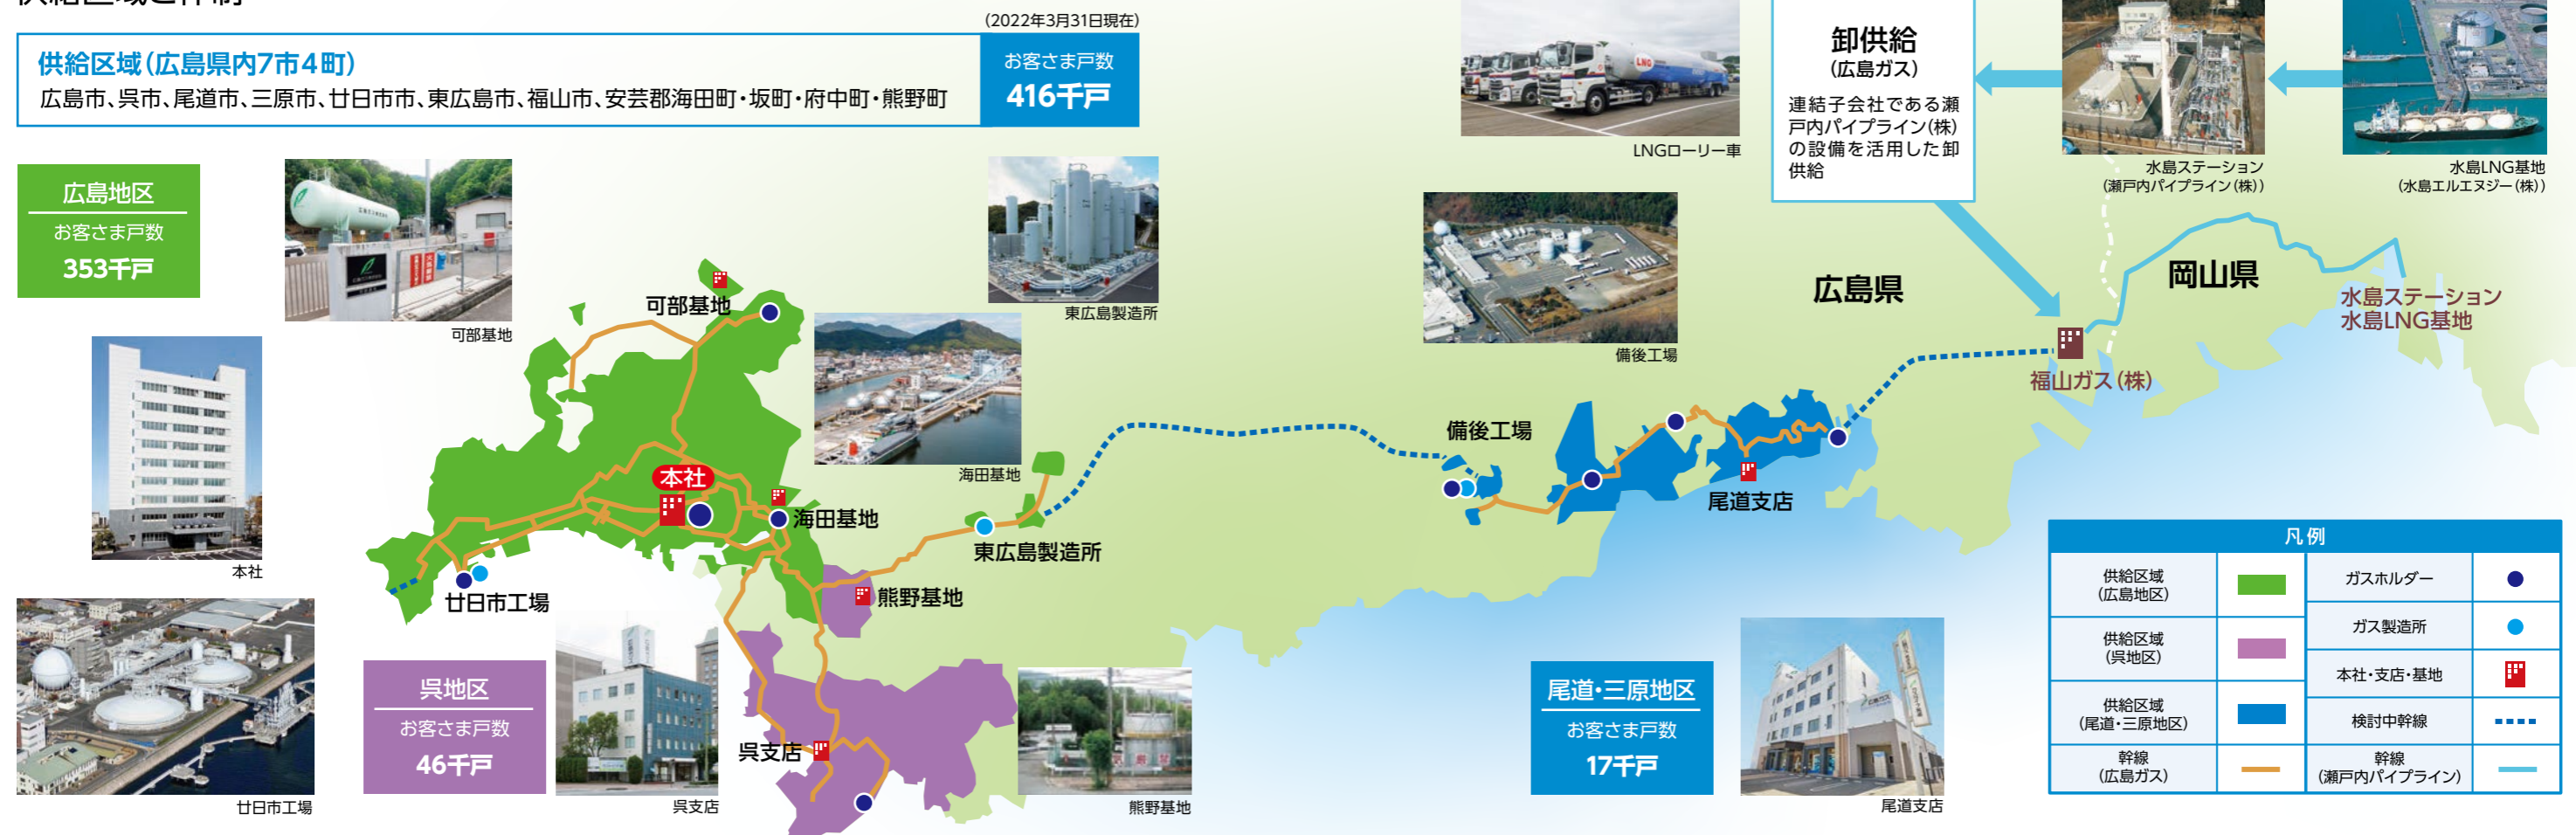 (2022年3月31日現在)
供給区域(広島県内7市4町)
広島市、呉市、尾道市、三原市、廿日市市、東広島市、福山市、安芸郡海田町・坂町・府中町・熊野町
お客さま戸数
416千戸
LNG
LNGローリー車
卸供給
(広島ガス)
連結子会社である瀬
戸内パイプライン(株)
の設備を活用した卸
供給
水島ステーション
(瀬戸内パイプライン(株))
水島LNG基地
(水島エルエヌジー(株))
広島地区
お客さま戸数
353千戸
可部基地
東広島製造所
海田基地
備後工場
本社
廿日市工場
可部基地
本社
海田基地
東広島製造所
廿日市工場
熊野基地
呉支店
備後工場
尾道支店
広島県
岡山県
福山ガス(株)
水島ステーション
水島LNG基地
呉地区
お客さま戸数
46千戸
呉支店
熊野基地
尾道・三原地区
お客さま戸数
17千戸
尾道支店
凡例
供給区域
(広島地区)
ガスホルダー
ガス製造所
供給区域
(呉地区)
本社・支店・基地
供給区域
(尾道・三原地区)
検討中幹線
幹線
(広島ガス)
幹線
(瀬戸内パイプライン)